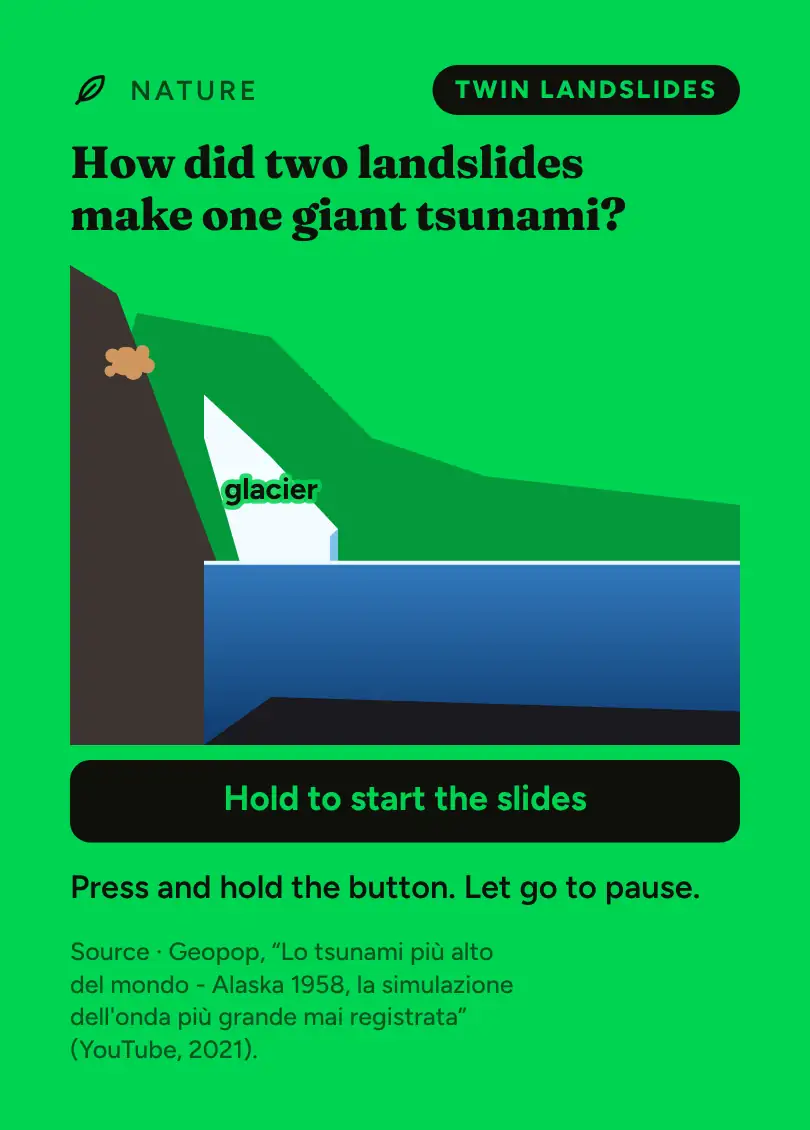 NATURE
TWIN LANDSLIDES
How did two landslides
make one giant tsunami?
glacier
Hold to start the slides
Press and hold the button. Let go to pause.
Source · Geopop, “Lo tsunami più alto
del mondo - Alaska 1958, la simulazione
dell'onda più grande mai registrata”
(YouTube, 2021).